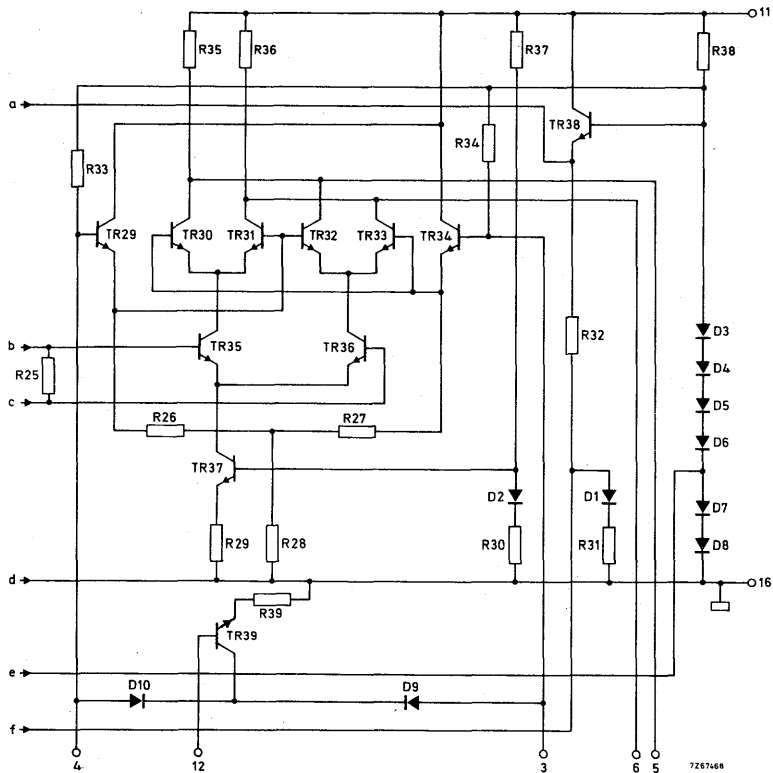 11
R35
R36
R37
R38
a
TR38
R33
R34
TR29
TR30
TR31
TR32
TR33
TR34
b
TR35
TR36
R32
D3
R25
D4
c
D5
R26
R27
D6
TR37
D2
D1
D7
R29
R28
R30
R31
D8
d
16
R39
TR39
e
D10
D9
f
4
12
3
6
5
7Z67468